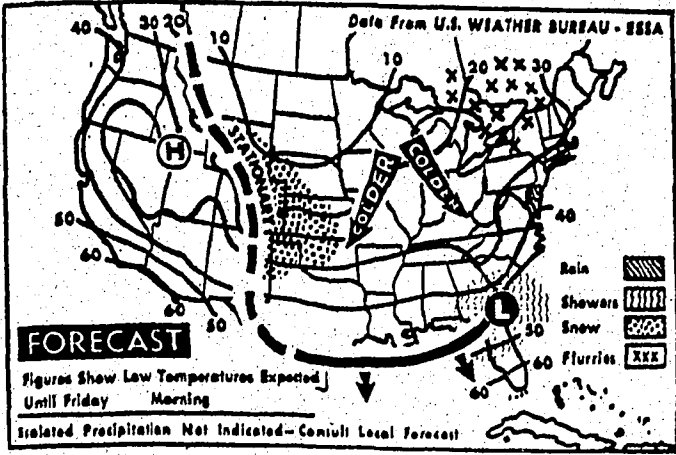 Data From U.S. WEATHER BUREAU - ESSA
40
30
20
10
10
20
30
H
STATIONARY
COLDER
COLDER
50
60
60
50
40
L
50
60
60
Rain
Showers
Snow
Flurries
XXX
FORECAST
Figures Show Low Temperatures Expected
Until Friday Morning
Isolated Precipitation Not Indicated - Consult Local Forecast